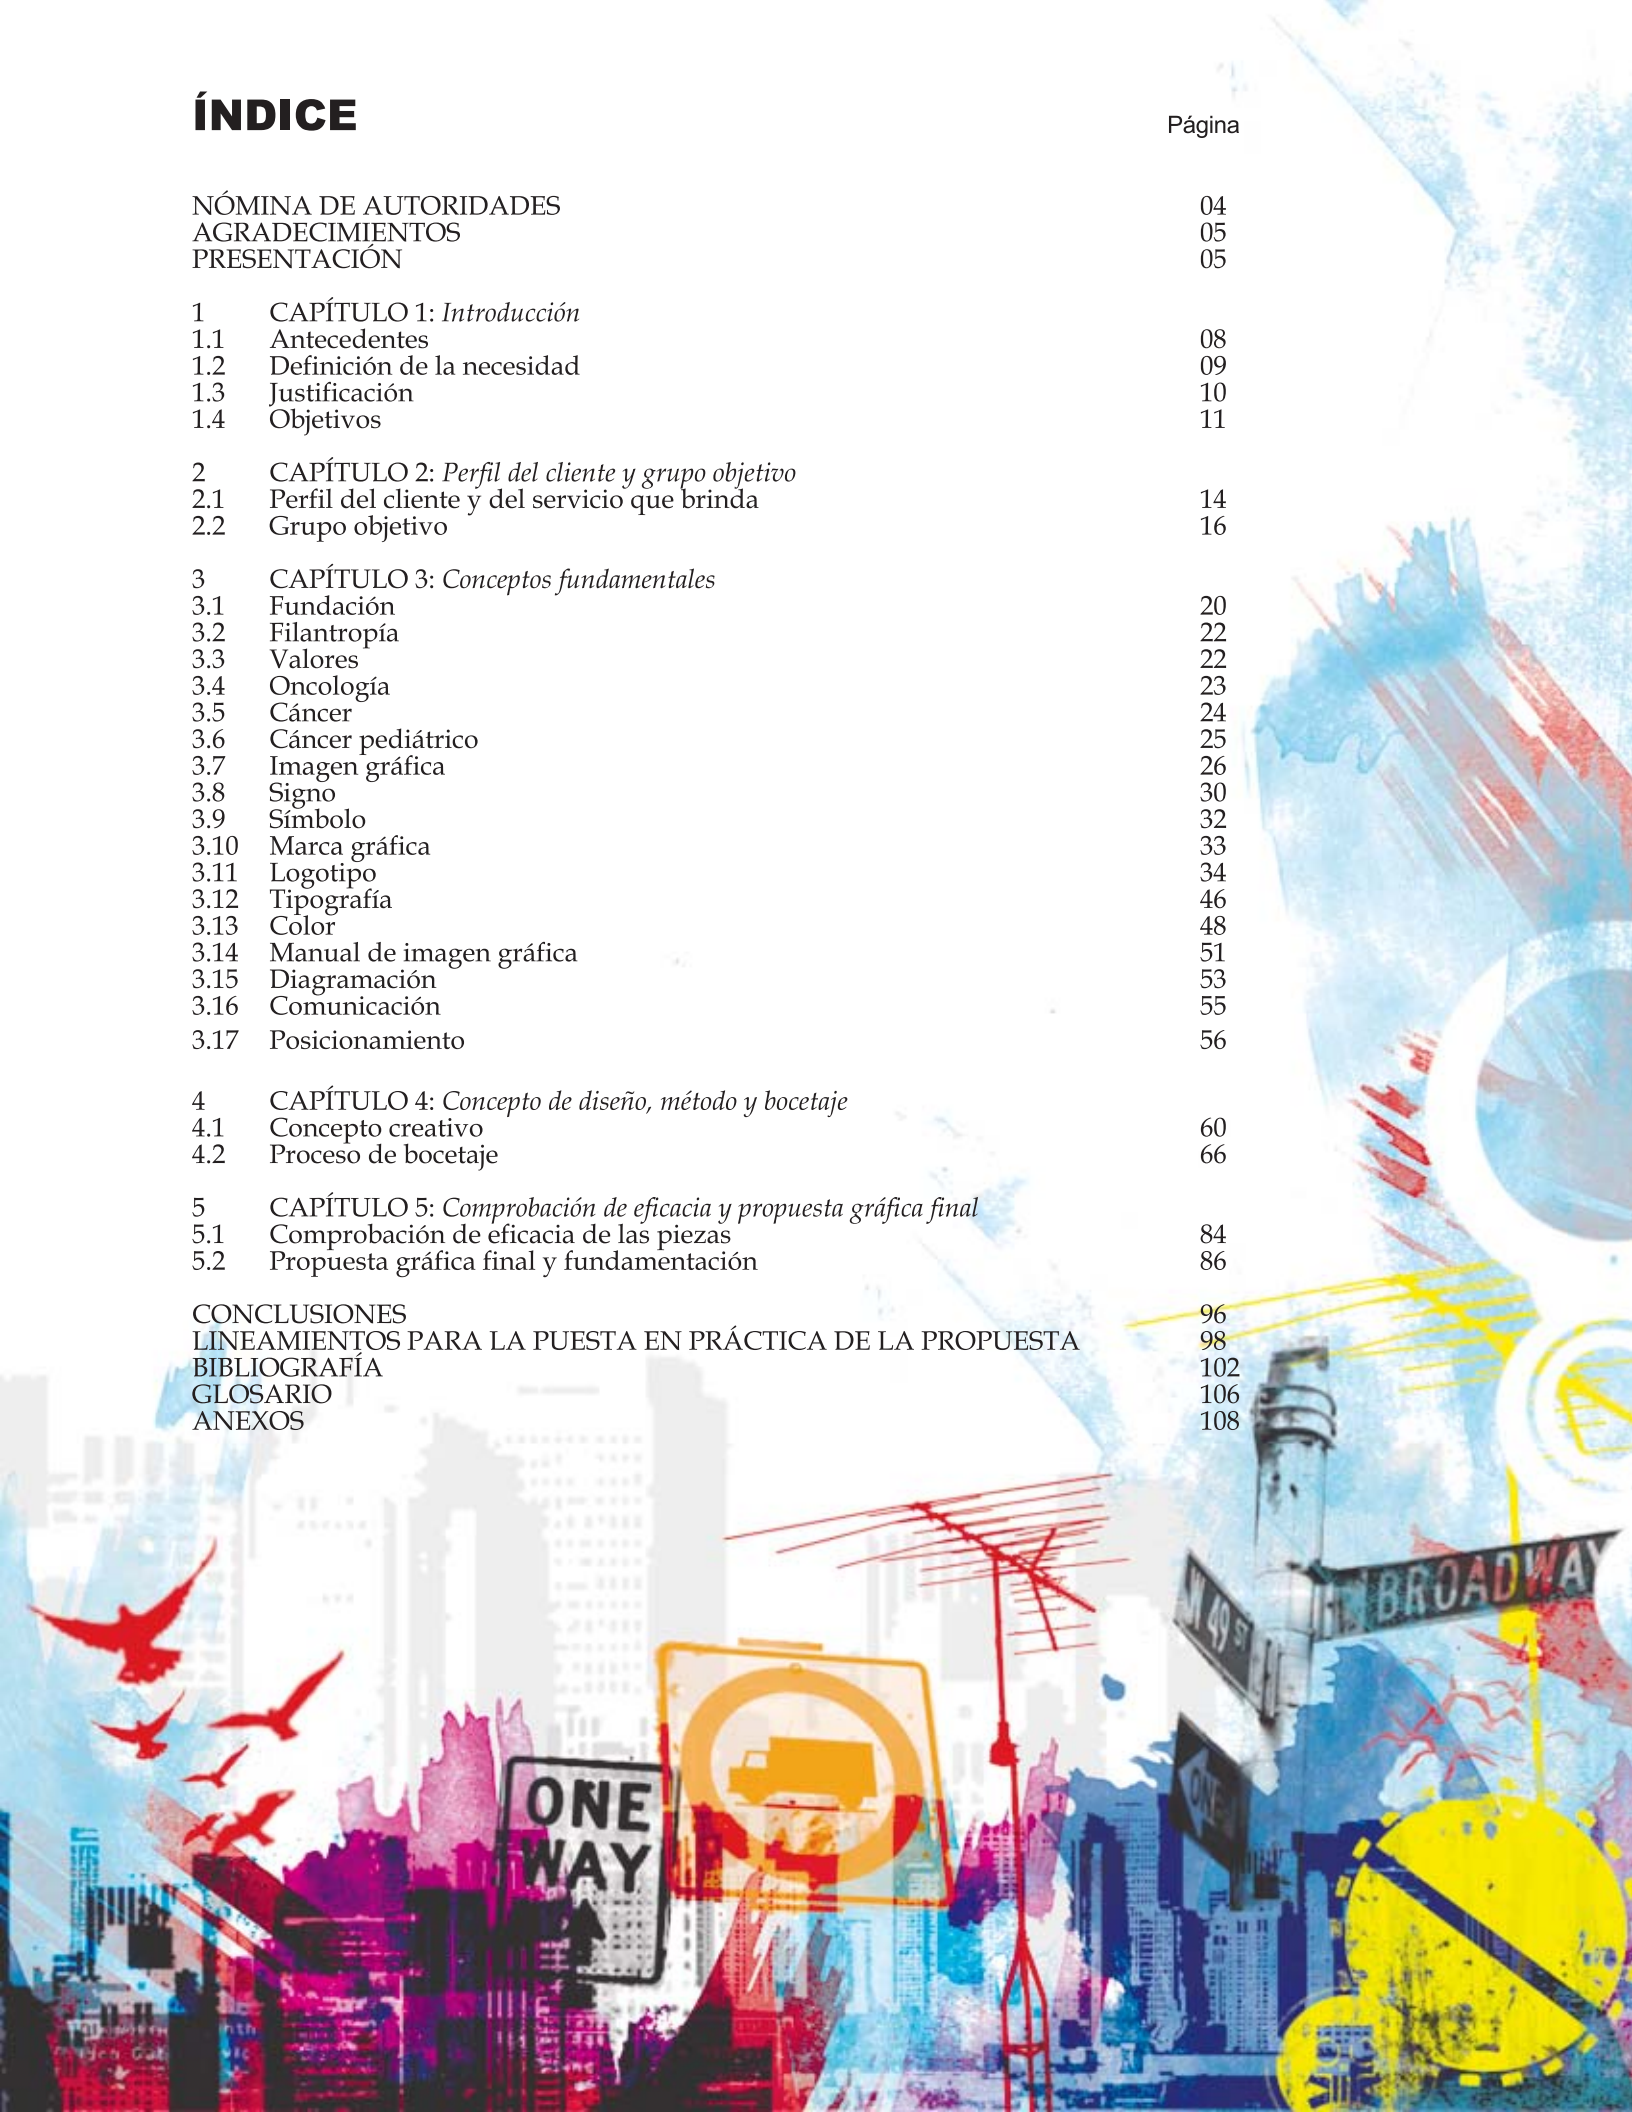 ÍNDICE Página
NÓMINA DE AUTORIDADES 04
AGRADECIMIENTOS 05
PRESENTACIÓN 05
1 CAPÍTULO 1: Introducción
1.1 Antecedentes 08
1.2 Definición de la necesidad 09
1.3 Justificación 10
1.4 Objetivos 11
2 CAPÍTULO 2: Perfil del cliente y grupo objetivo
2.1 Perfil del cliente y del servicio que brinda 14
2.2 Grupo objetivo 16
3 CAPÍTULO 3: Conceptos fundamentales
3.1 Fundación 20
3.2 Filantropía 22
3.3 Valores 22
3.4 Oncología 23
3.5 Cáncer 24
3.6 Cáncer pediátrico 25
3.7 Imagen gráfica 26
3.8 Signo 30
3.9 Símbolo 32
3.10 Marca gráfica 33
3.11 Logotipo 34
3.12 Tipografía 46
3.13 Color 48
3.14 Manual de imagen gráfica 51
3.15 Diagramación 53
3.16 Comunicación 55
3.17 Posicionamiento 56
4 CAPÍTULO 4: Concepto de diseño, método y bocetaje
4.1 Concepto creativo 60
4.2 Proceso de bocetaje 66
5 CAPÍTULO 5: Comprobación de eficacia y propuesta gráfica final
5.1 Comprobación de eficacia de las piezas 84
5.2 Propuesta gráfica final y fundamentación 86
CONCLUSIONES 96
LINEAMIENTOS PARA LA PUESTA EN PRÁCTICA DE LA PROPUESTA 98
BIBLIOGRAFÍA 102
GLOSARIO 106
ANEXOS 108
BROADWAY
W 49 ST
ONE
WAY
ONE